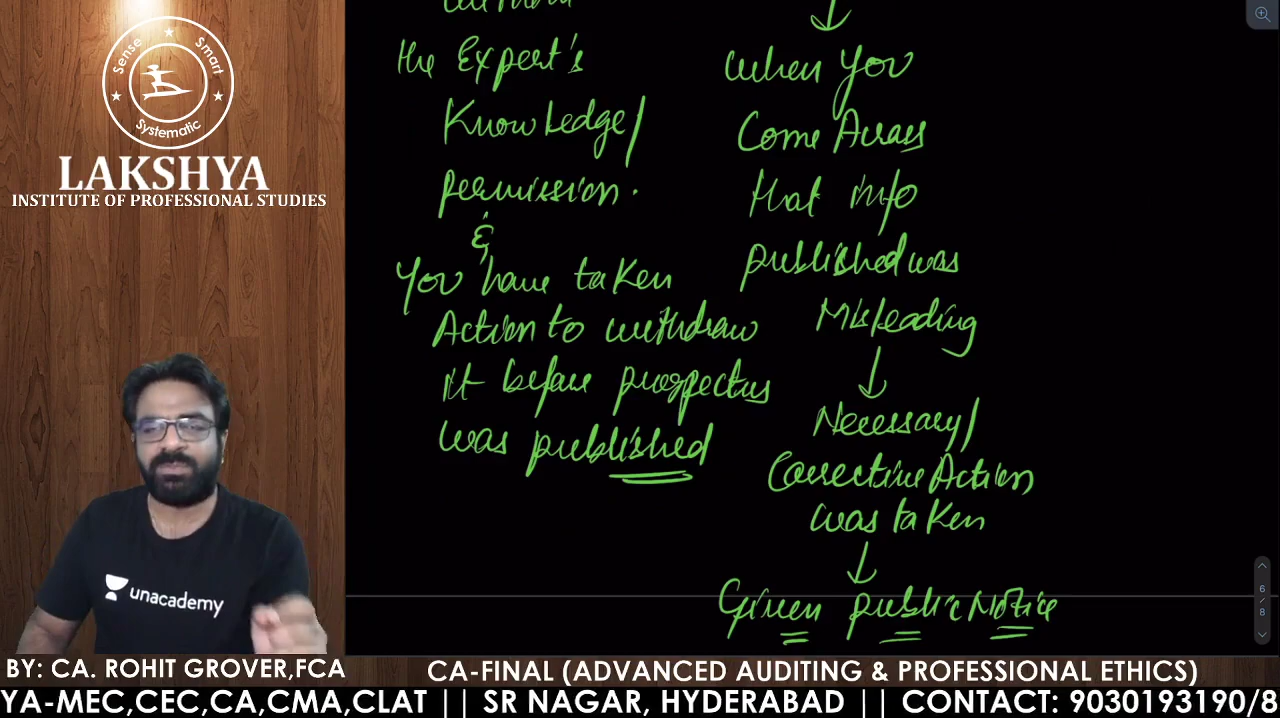 Sense
Smart
Systematic
LAKSHYA
INSTITUTE OF PROFESSIONAL STUDIES
the Expert's
Knowledge/
permission.
&
You have taken
Action to withdraw
it before prospectus
was published
When You
Come Across
that info
published was
Misleading
Necessary/
Corrective Action
was taken
Given public Notice
unacademy
6
8
BY: CA. ROHIT GROVER,FCA
CA-FINAL (ADVANCED AUDITING & PROFESSIONAL ETHICS)
YA-MEC,CEC,CA,CMA,CLAT || SR NAGAR, HYDERABAD || CONTACT: 9030193190/8